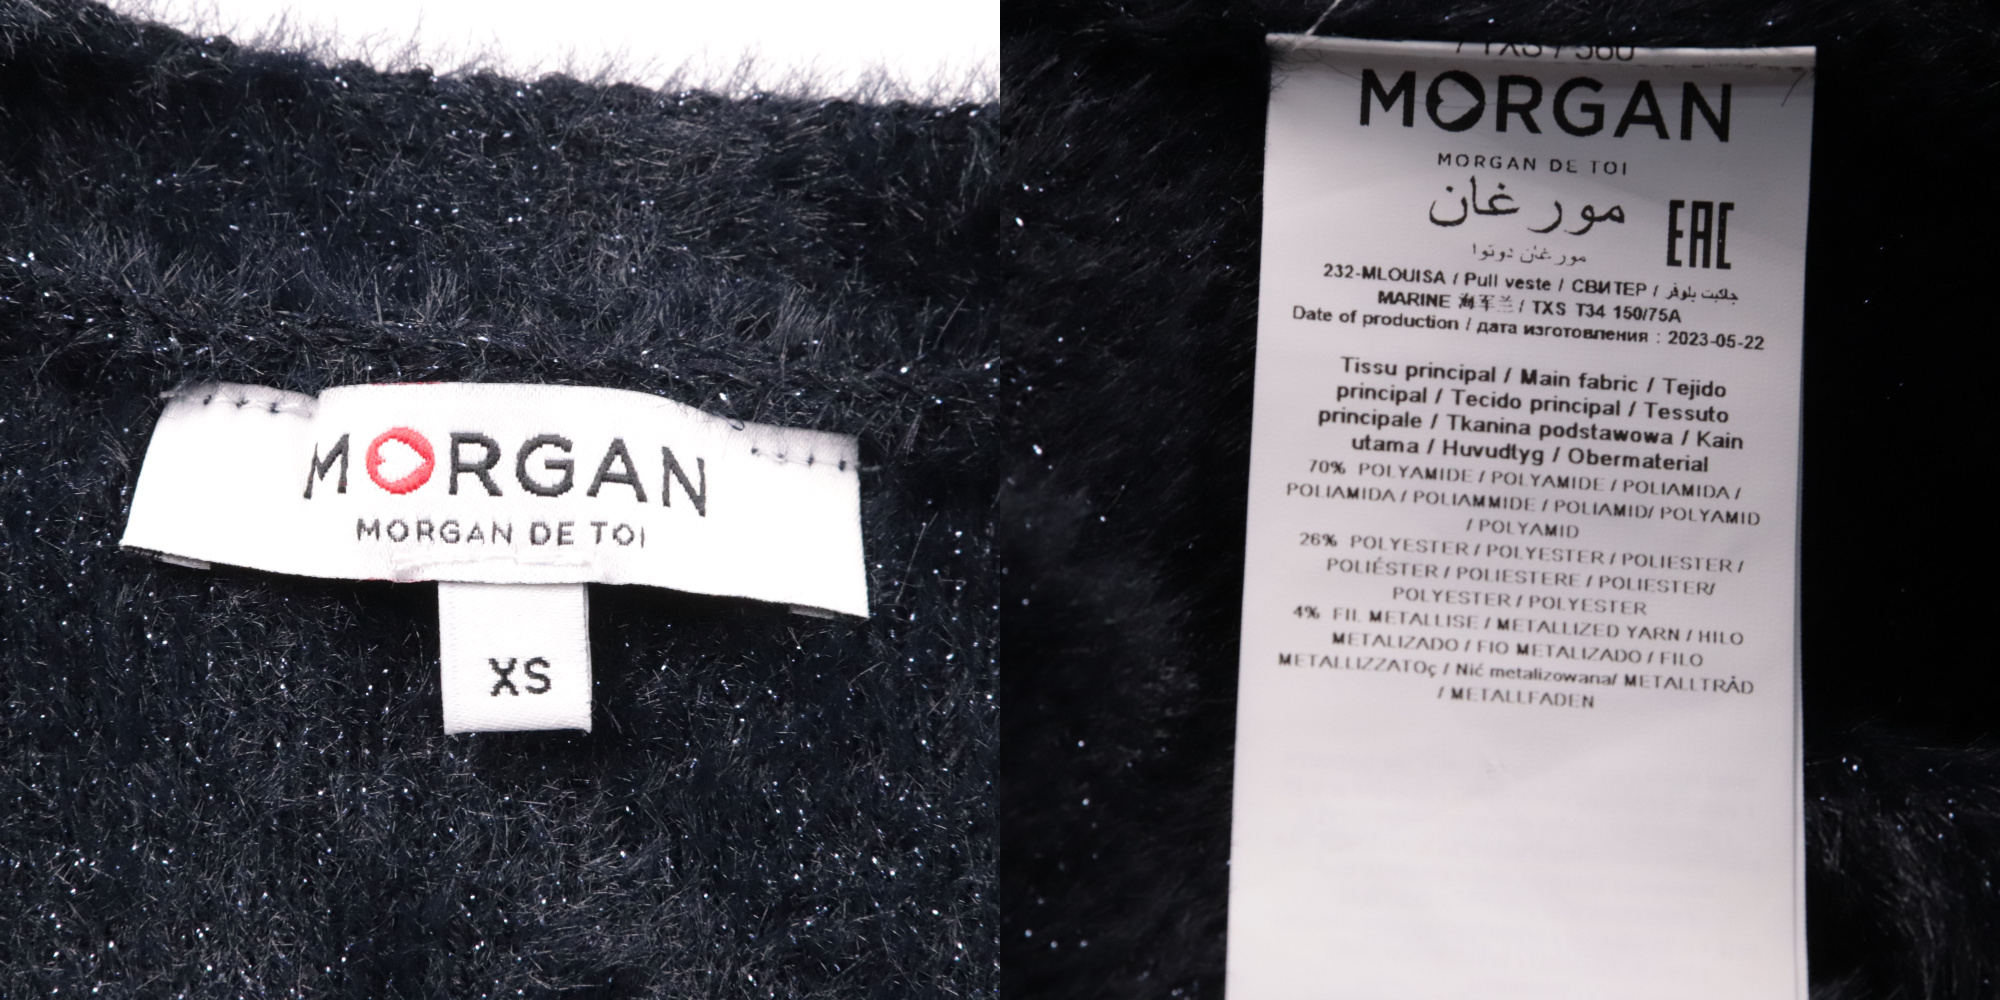 MORGAN
MORGAN DE TOI
XS
/ TXS / 360
MORGAN
MORGAN DE TOI
مورغان
مورغان دوتوا
EAC
232-MLOUISA / Pull veste / СВИТЕР / جاكيت بلوفر
MARINE 海军兰 / TXS T34 150/75A
Date of production / дата изготовления : 2023-05-22
Tissu principal / Main fabric / Tejido
principal / Tecido principal / Tessuto
principale / Tkanina podstawowa / Kain
utama / Huvudtyg / Obermaterial
70% POLYAMIDE / POLYAMIDE / POLIAMIDA /
POLIAMIDA / POLIAMMIDE / POLIAMID/ POLYAMID
/ POLYAMID
26% POLYESTER / POLYESTER / POLIESTER /
POLIÉSTER / POLIESTERE / POLIESTER/
POLYESTER / POLYESTER
4% FIL METALLISE / METALLIZED YARN / HILO
METALIZADO / FIO METALIZADO / FILO
METALLIZZATOç / Nić metalizowana/ METALLTRÅD
/ METALLFADEN